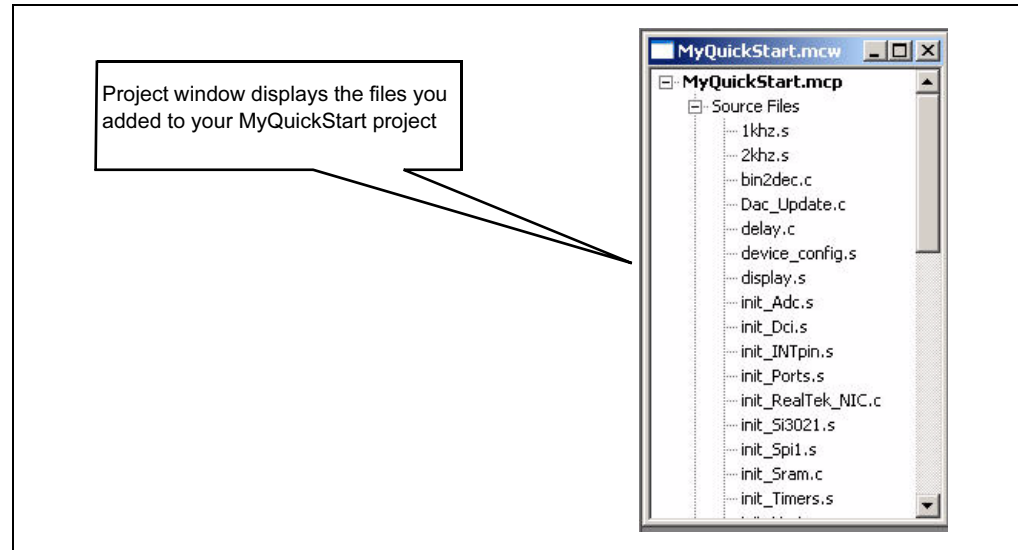 Project window displays the files you
added to your MyQuickStart project
MyQuickStart.mcw
MyQuickStart.mcp
Source Files
1khz.s
2khz.s
bin2dec.c
Dac_Update.c
delay.c
device_config.s
display.s
init_Adc.s
init_Dci.s
init_INTpin.s
init_Ports.s
init_RealTek_NIC.c
init_Si3021.s
init_Spi1.s
init_Sram.c
init_Timers.s